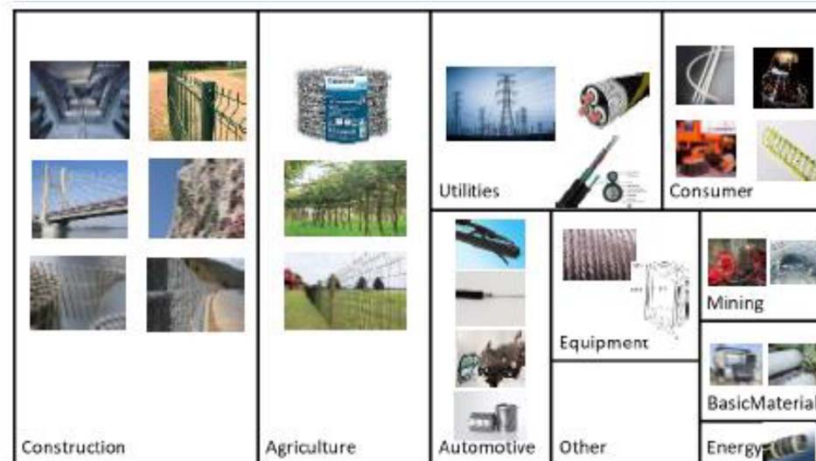 Utilities
Consumer
Mining
Equipment
BasicMaterial
Construction
Agriculture
Automotive
Other
Energy